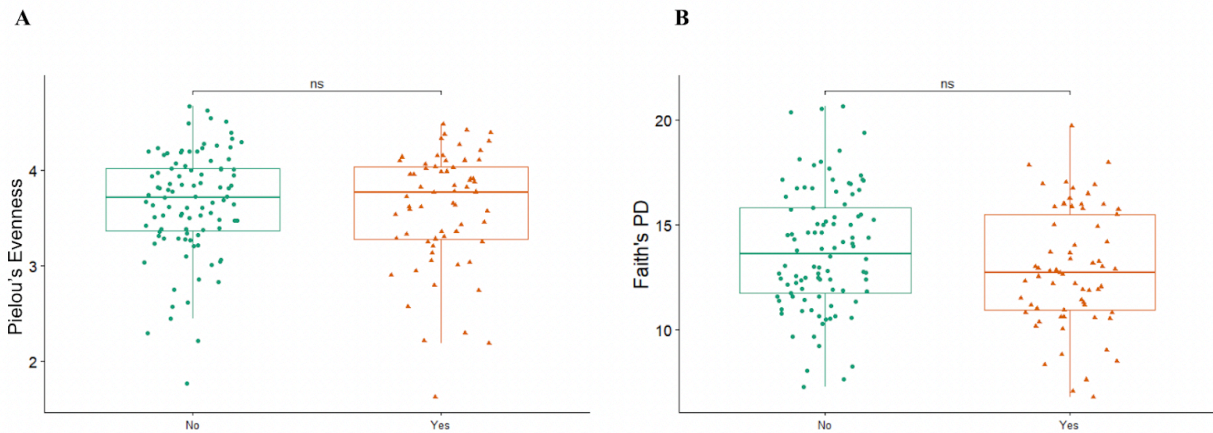 A
ns
Pielou's Evenness
4
3
2
No
Yes
B
ns
Faith's PD
20
15
10
No
Yes